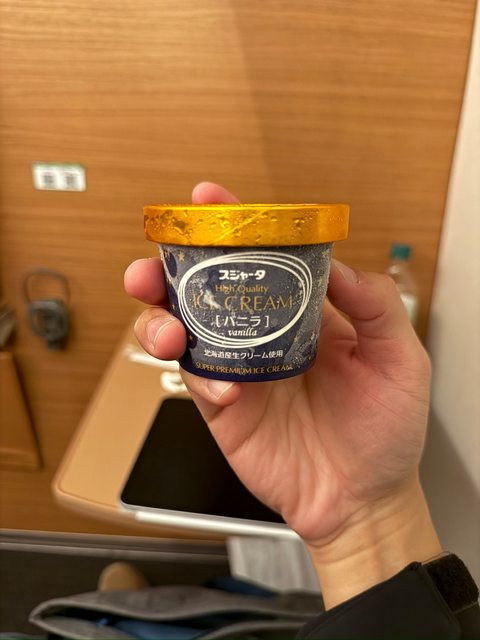 スジャータ
High Quality
ICE CREAM
[バニラ]
vanilla
北海道産生クリーム使用
SUPER PREMIUM ICE CREAM